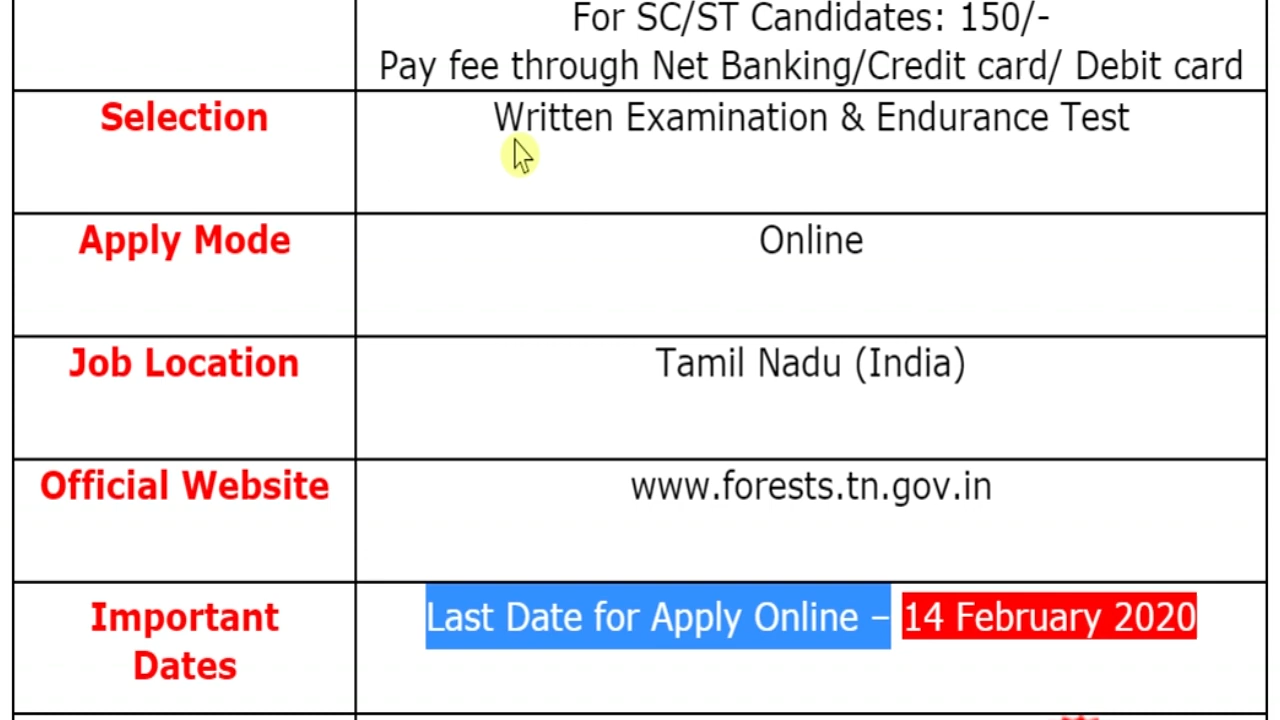 For SC/ST Candidates: 150/-
Pay fee through Net Banking/Credit card/ Debit card
Selection
Written Examination & Endurance Test
Apply Mode
Online
Job Location
Tamil Nadu (India)
Official Website
www.forests.tn.gov.in
Important
Dates
Last Date for Apply Online – 14 February 2020